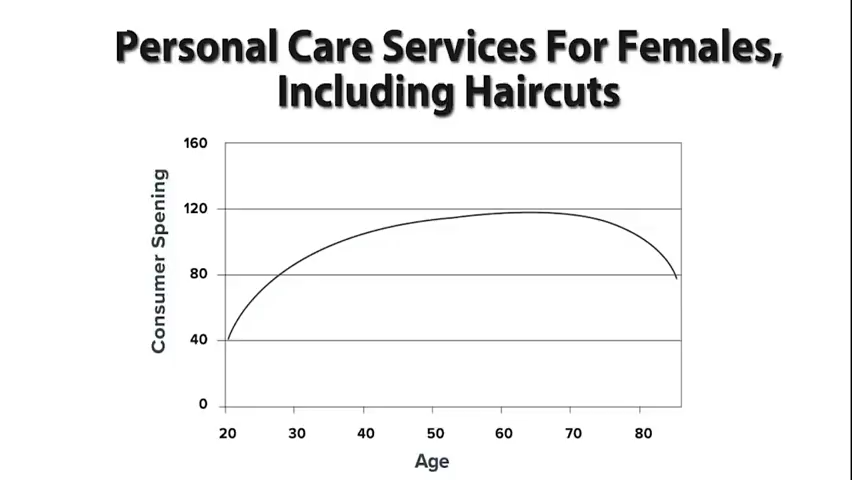 Personal Care Services For Females,
Including Haircuts
160
120
80
40
0
Consumer Spening
20 30 40 50 60 70 80
Age